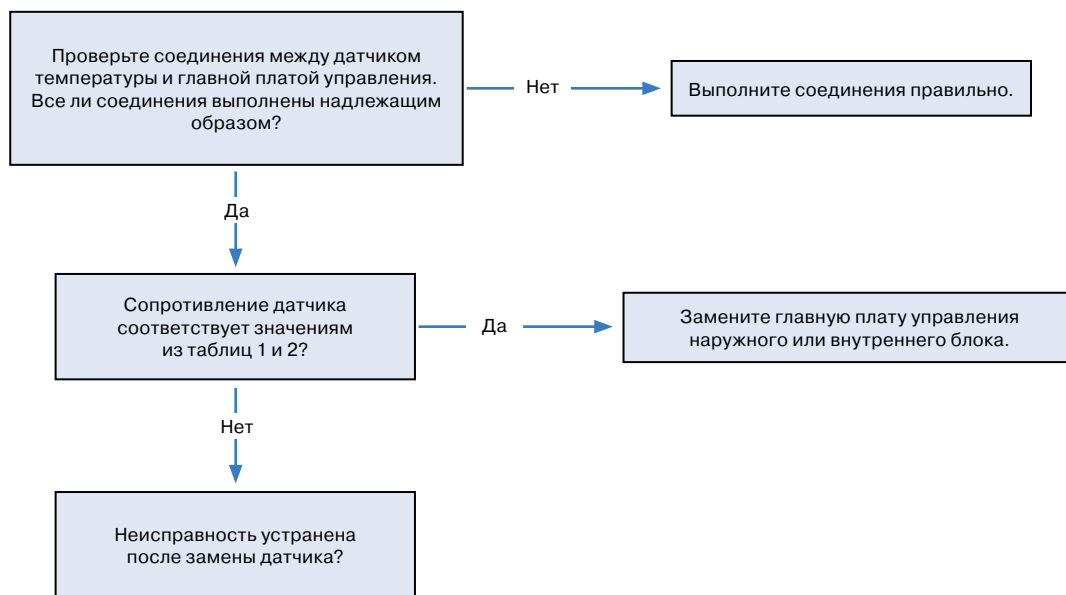 Проверьте соединения между датчиком
температуры и главной платой управления.
Все ли соединения выполнены надлежащим
образом?
Нет
Выполните соединения правильно.
Да
Сопротивление датчика
соответствует значениям
из таблиц 1 и 2?
Да
Замените главную плату управления
наружного или внутреннего блока.
Нет
Неисправность устранена
после замены датчика?